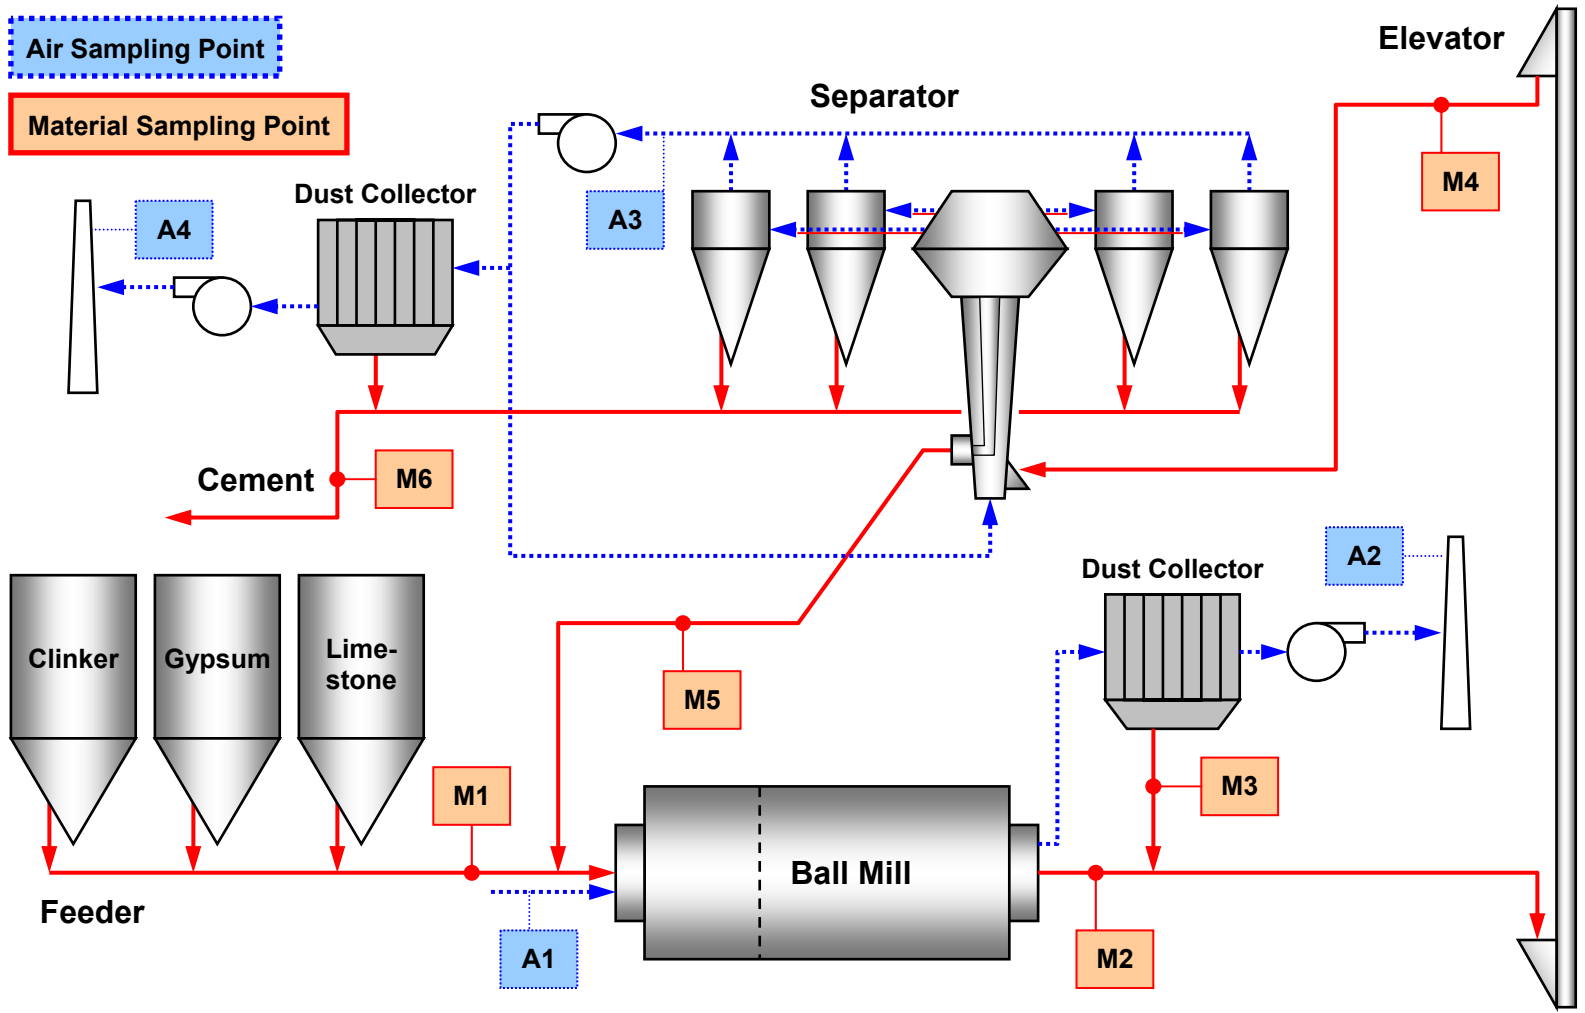 Air Sampling Point
Material Sampling Point
Elevator
Separator
Dust Collector
A4
A3
M4
Cement
M6
Dust Collector
A2
Clinker
Gypsum
Lime-
stone
M5
M1
M3
Ball Mill
Feeder
A1
M2